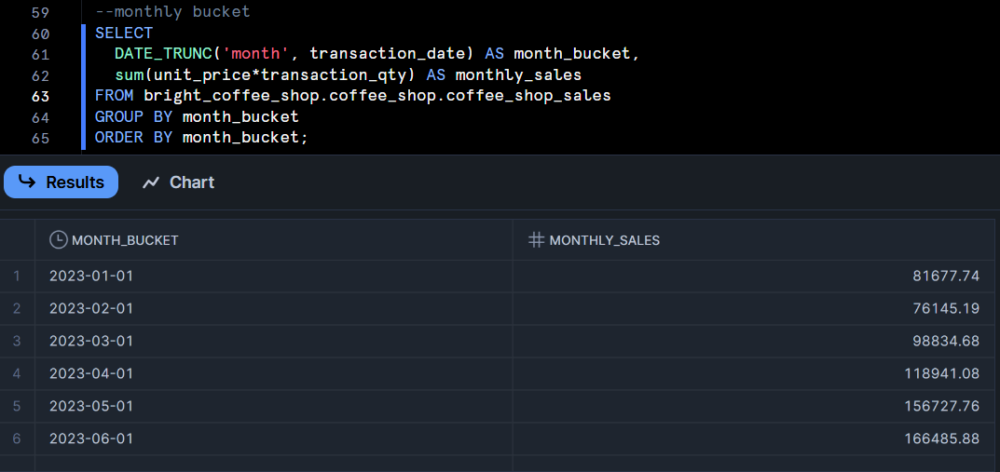 59 --monthly bucket
60 SELECT
61 DATE_TRUNC('month', transaction_date) AS month_bucket,
62 sum(unit_price*transaction_qty) AS monthly_sales
63 FROM bright_coffee_shop.coffee_shop.coffee_shop_sales
64 GROUP BY month_bucket
65 ORDER BY month_bucket;
Results Chart
MONTH_BUCKET MONTHLY_SALES
1 2023-01-01 81677.74
2 2023-02-01 76145.19
3 2023-03-01 98834.68
4 2023-04-01 118941.08
5 2023-05-01 156727.76
6 2023-06-01 166485.88